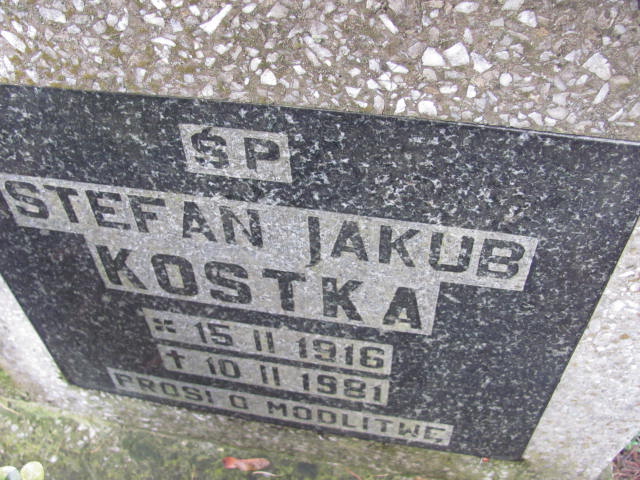 ŚP
STEFAN JAKUB
KOSTKA
15 II 1916
† 10 II 1981
PROSI O MODLITWĘ